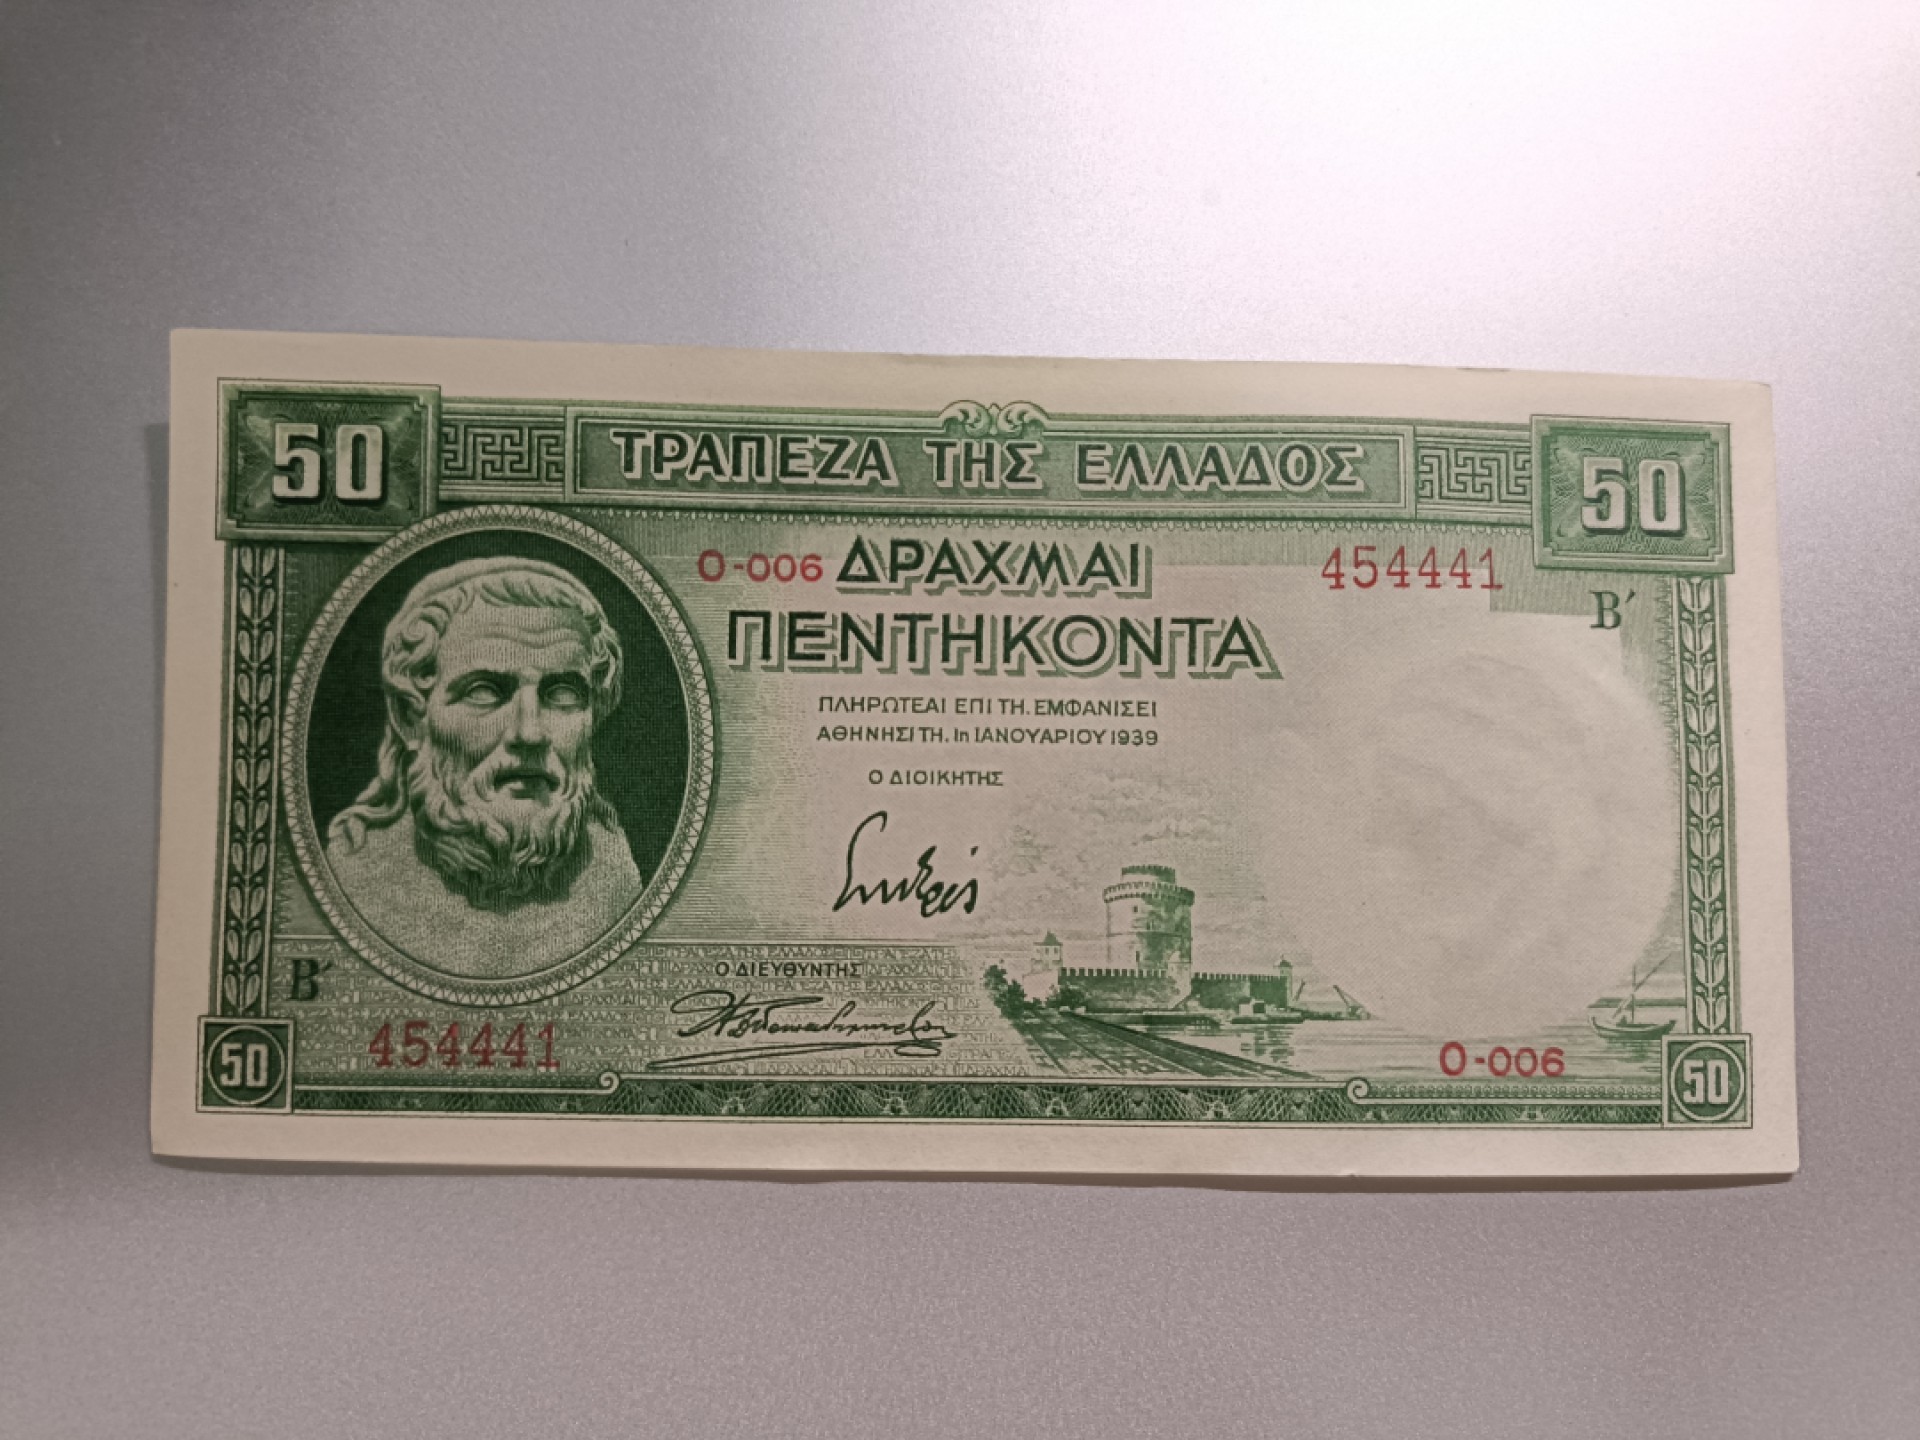 50 ΤΡΑΠΕΖΑ ΤΗΣ ΕΛΛΑΔΟΣ 50
O-006 ΔΡΑΧΜΑΙ 454441
ΠΕΝΤΗΚΟΝΤΑ Β΄
ΠΛΗΡΩΤΕΑΙ ΕΠΙ ΤΗ. ΕΜΦΑΝΙΣΕΙ
ΑΘΗΝΗΣΙ ΤΗ. 1η ΙΑΝΟΥΑΡΙΟΥ 1939
Ο ΔΙΟΙΚΗΤΗΣ
Β΄ Ο ΔΙΕΥΘΥΝΤΗΣ
454441 O-006
50 50